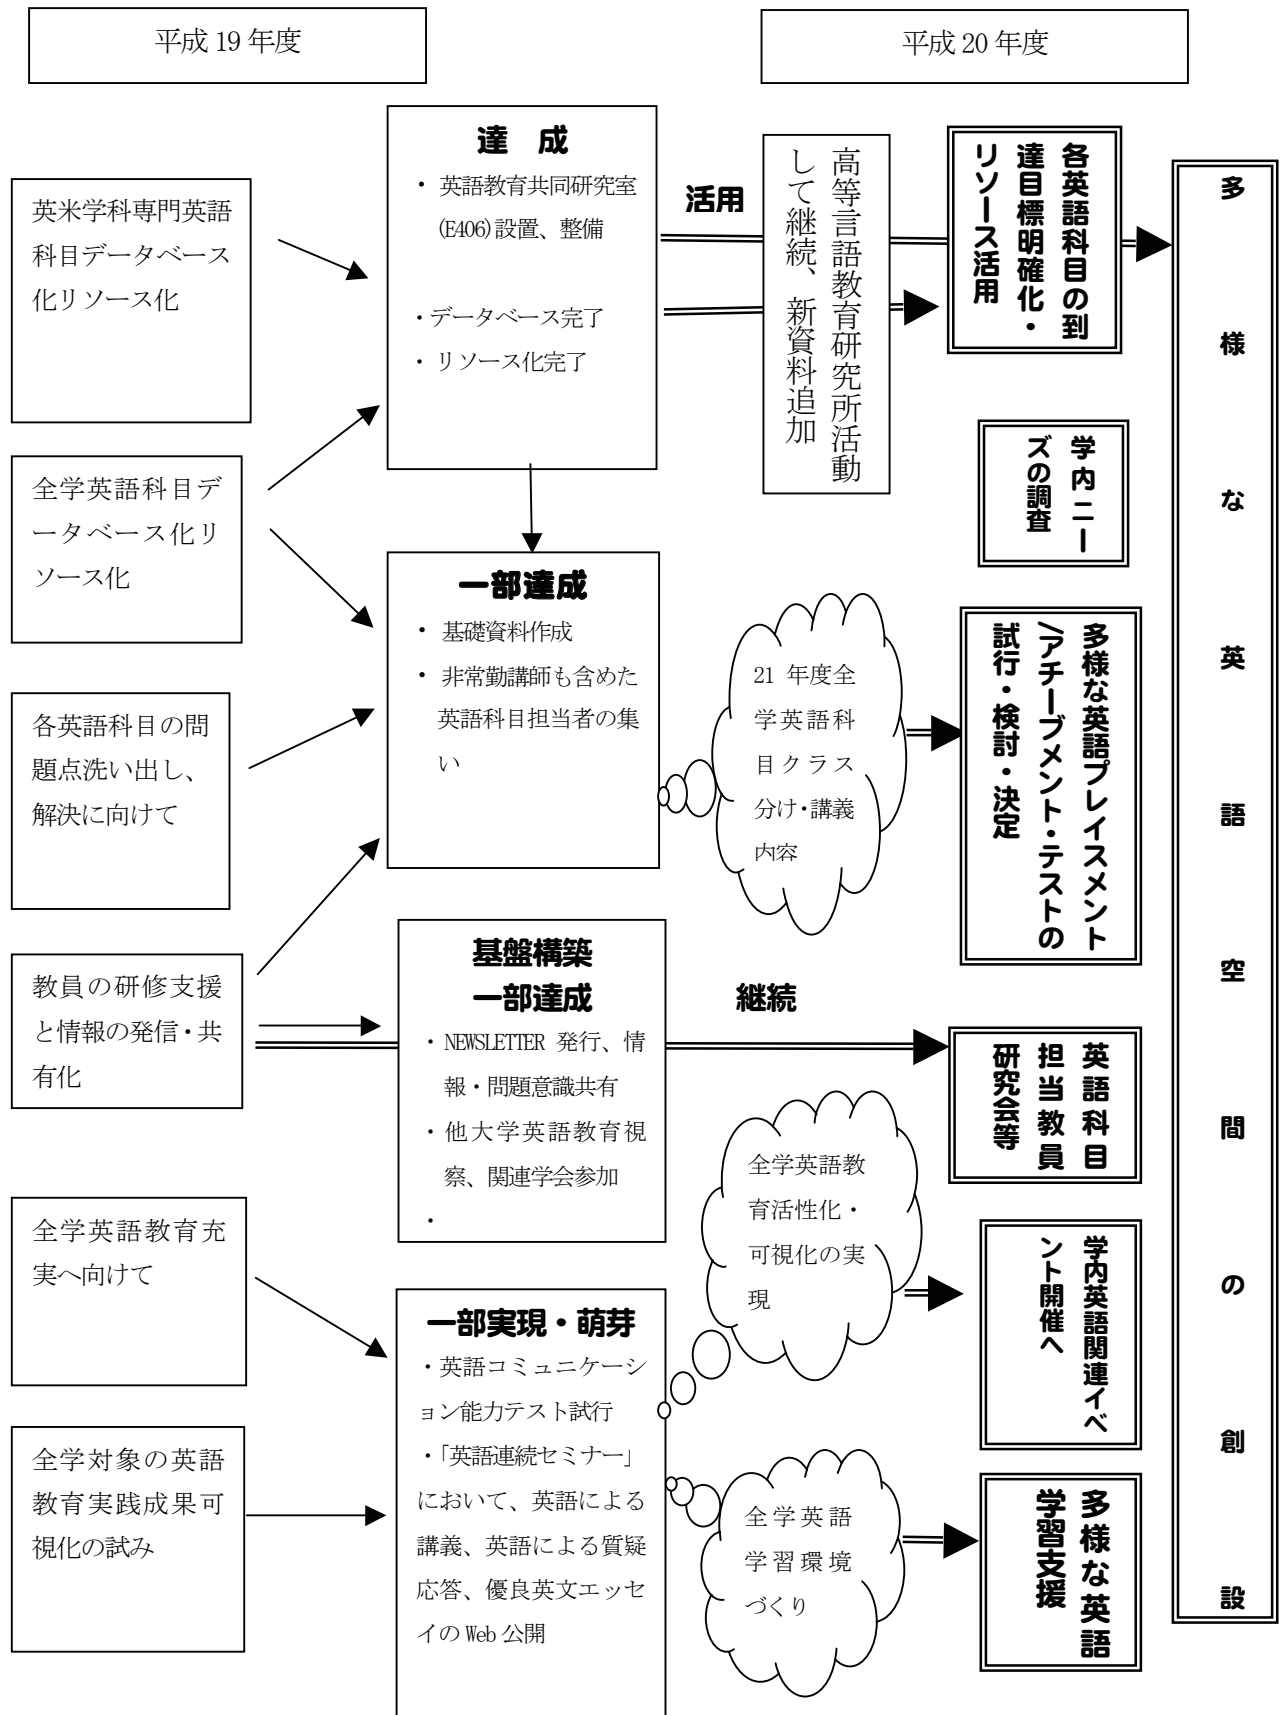 平成 19 年度
平成 20 年度
英米学科専門英語
科目データベース
化リソース化
全学英語科目デ
ータベース化リ
ソース化
各英語科目の問
題点洗い出し、
解決に向けて
教員の研修支援
と情報の発信・共
有化
全学英語教育充
実へ向けて
全学対象の英語
教育実践成果可
視化の試み
達 成
・ 英語教育共同研究室
(E406)設置、整備
・データベース完了
・リソース化完了
一部達成
・ 基礎資料作成
・ 非常勤講師も含めた
英語科目担当者の集
い
基盤構築
一部達成
・NEWSLETTER 発行、情
報・問題意識共有
・他大学英語教育視
察、関連学会参加
・
一部実現・萌芽
・英語コミュニケーシ
ョン能力テスト試行
・「英語連続セミナー」
において、英語による
講義、英語による質疑
応答、優良英文エッセ
イの Web 公開
活用
高等言語教育研究所活動
して継続、新資料追加
21 年度全
学英語科
目クラス
分け・講義
内容
継続
全学英語教
育活性化・
可視化の実
現
全学英語
学習環境
づくり
各英語科目の到
達目標明確化・
リソース活用
学内ニー
ズの調査
多様な英語プレイスメント
/アチーブメント・テストの
試行・検討・決定
英語科目
担当教員
研究会等
学内英語関連イベ
ント開催へ
多様な英語
学習支援
多様な英語空間の創設